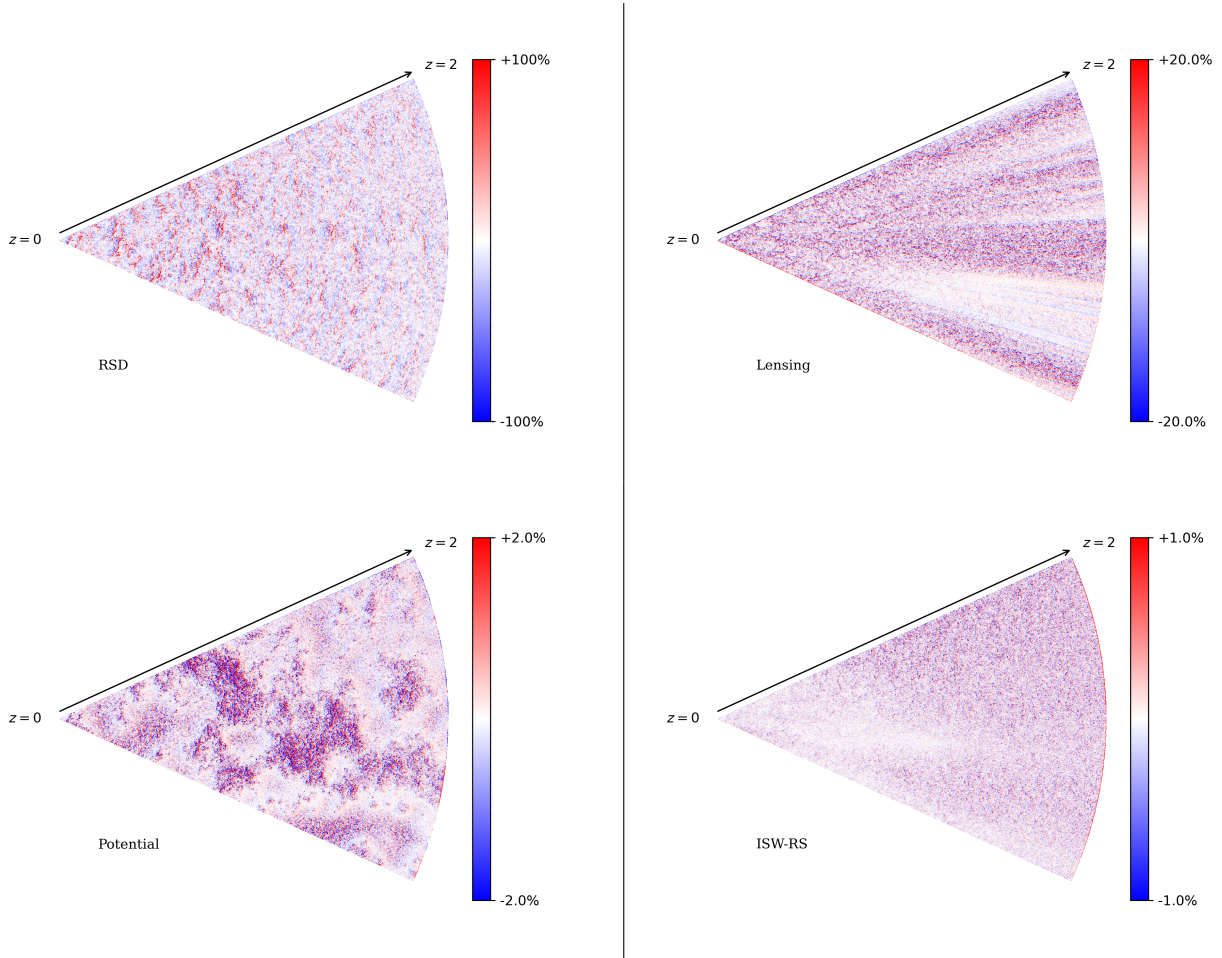 z = 2
+100%
z = 0
RSD
-100%
z = 2
+20.0%
z = 0
Lensing
-20.0%
z = 2
+2.0%
z = 0
Potential
-2.0%
z = 2
+1.0%
z = 0
ISW-RS
-1.0%